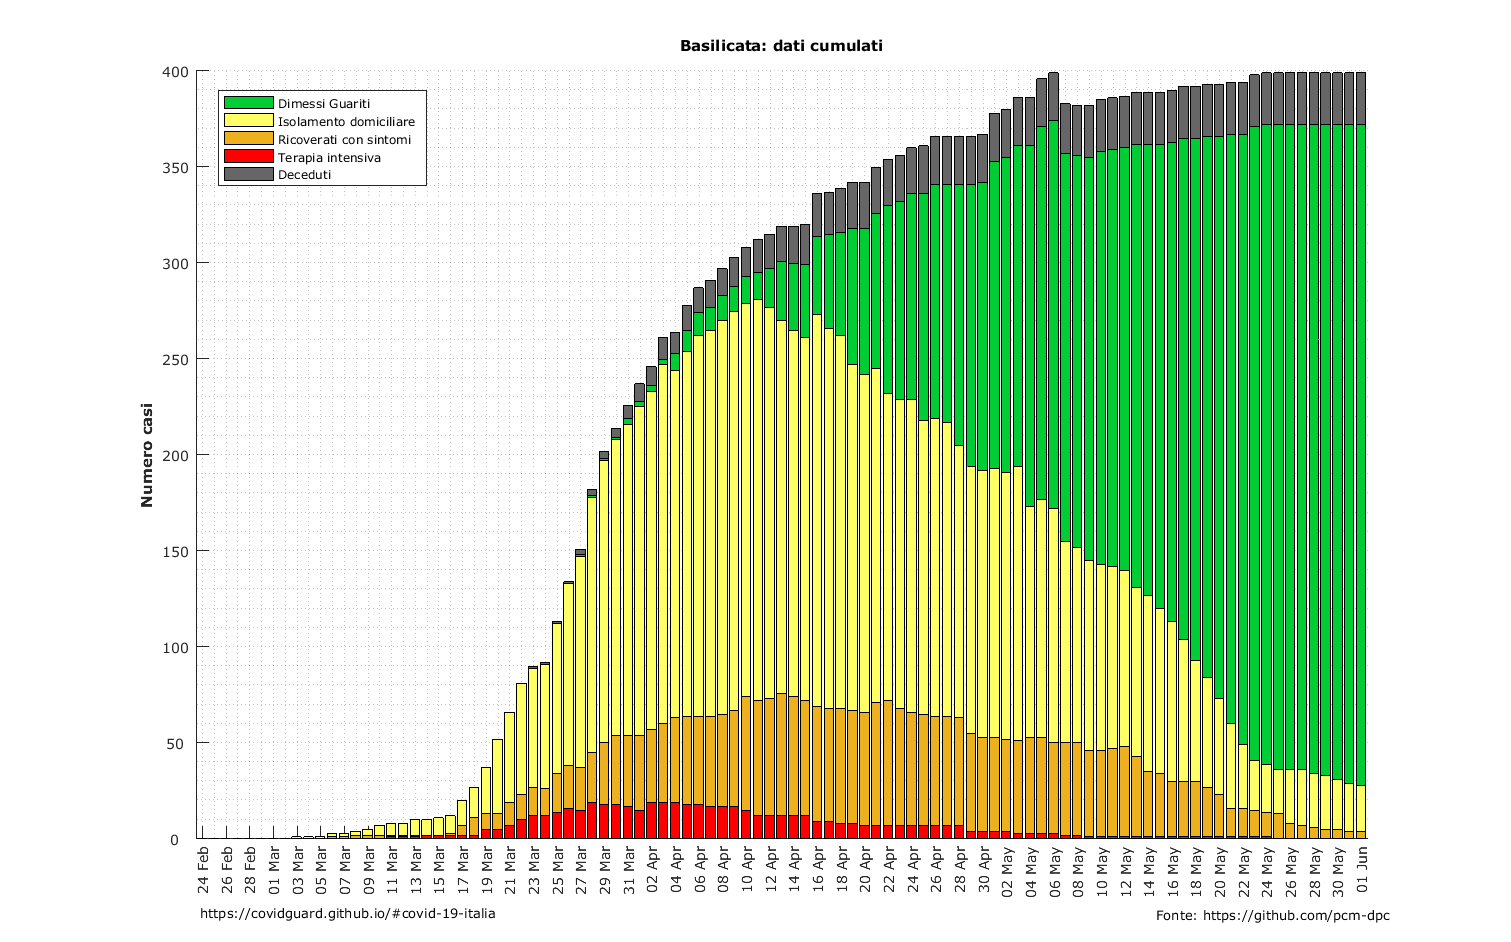 Basilicata: dati cumulati
Numero casi
400
350
300
250
200
150
100
50
0
Dimessi Guariti
Isolamento domiciliare
Ricoverati con sintomi
Terapia intensiva
Deceduti
24 Feb
26 Feb
28 Feb
01 Mar
03 Mar
05 Mar
07 Mar
09 Mar
11 Mar
13 Mar
15 Mar
17 Mar
19 Mar
21 Mar
23 Mar
25 Mar
27 Mar
29 Mar
31 Mar
02 Apr
04 Apr
06 Apr
08 Apr
10 Apr
12 Apr
14 Apr
16 Apr
18 Apr
20 Apr
22 Apr
24 Apr
26 Apr
28 Apr
30 Apr
02 May
04 May
06 May
08 May
10 May
12 May
14 May
16 May
18 May
20 May
22 May
24 May
26 May
28 May
30 May
01 Jun
https://covidguard.github.io/#covid-19-italia
Fonte: https://github.com/pcm-dpc